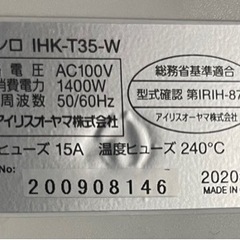 ンロ IHK-T35-W
電圧 AC100V
消費電力 1400W
周波数 50/60Hz
アイリスオーヤマ株式会社
総務省基準適合
型式確認 第IRIH-87
アイリスオーヤマ株式会社
ヒューズ 15A 温度ヒューズ 240℃
No: 200908146
2020
MADE IN